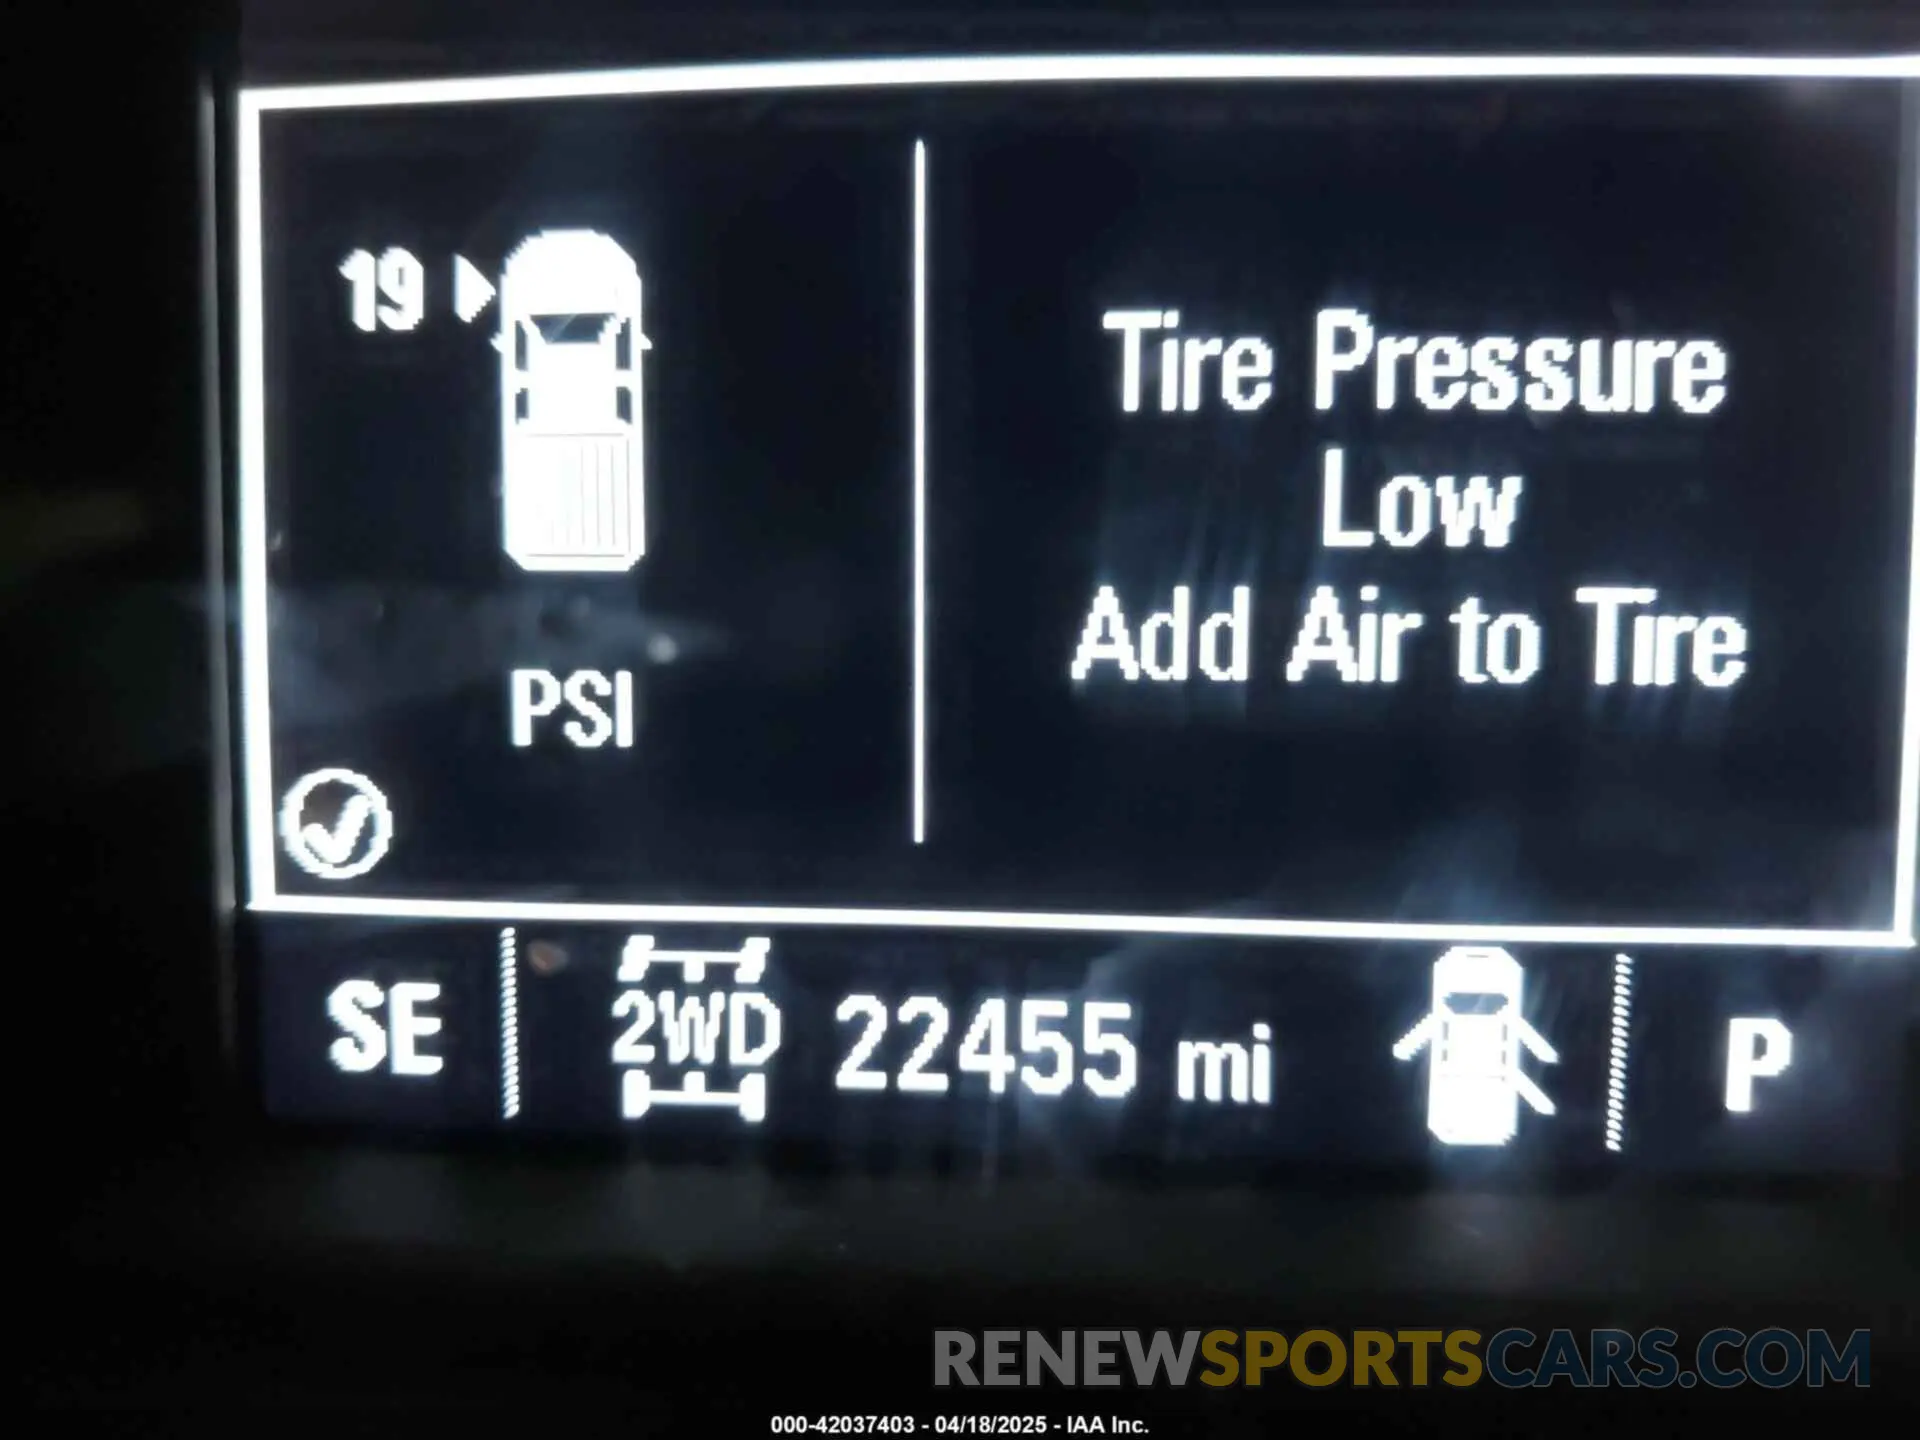 19
PSI
Tire Pressure
Low
Add Air to Tire
SE
2WD
22455 mi
P
RENEWSPORTSCARS.COM
000-42037403 - 04/18/2025 - IAA Inc.